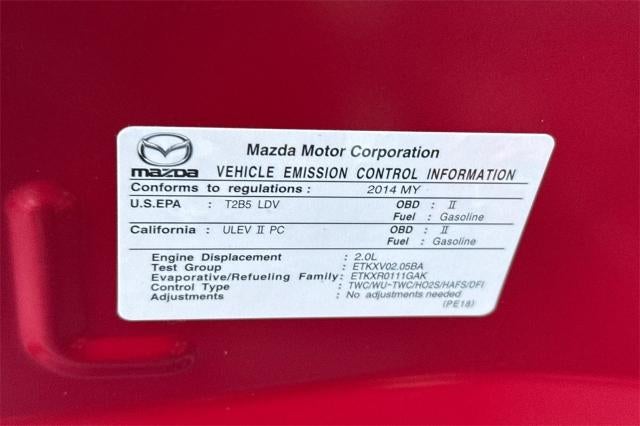 Mazda Motor Corporation
mazda VEHICLE EMISSION CONTROL INFORMATION
Conforms to regulations : 2014 MY
U.S.EPA : T2B5 LDV OBD : II
Fuel : Gasoline
California : ULEV II PC OBD : II
Fuel : Gasoline
Engine Displacement : 2.0L
Test Group : ETKXV02.05BA
Evaporative/Refueling Family: ETKXR0111GAK
Control Type : TWC/WU-TWC/HO2S/HAFS/DFI
Adjustments : No adjustments needed
(PE18)